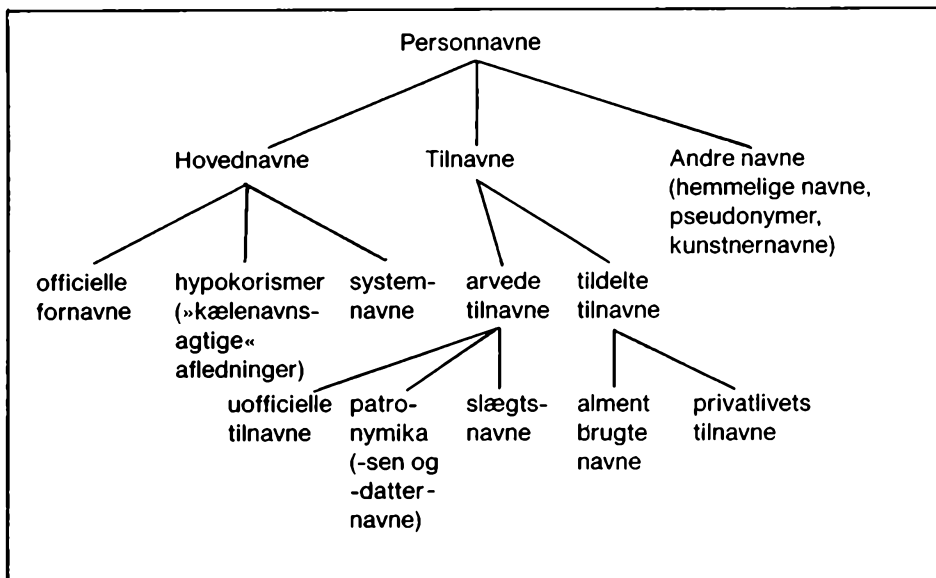 Personnavne
Hovednavne
Tilnavne
Andre navne
(hemmelige navne,
pseudonymer,
kunstnernavne)
officielle
fornavne
hypokorismer
(»kælenavns-
agtige«
afledninger)
system-
navne
arvede
tilnavne
tildelte
tilnavne
uofficielle
tilnavne
patro-
nymika
(-sen og
-datter-
navne)
slægts-
navne
alment
brugte
navne
privatlivets
tilnavne